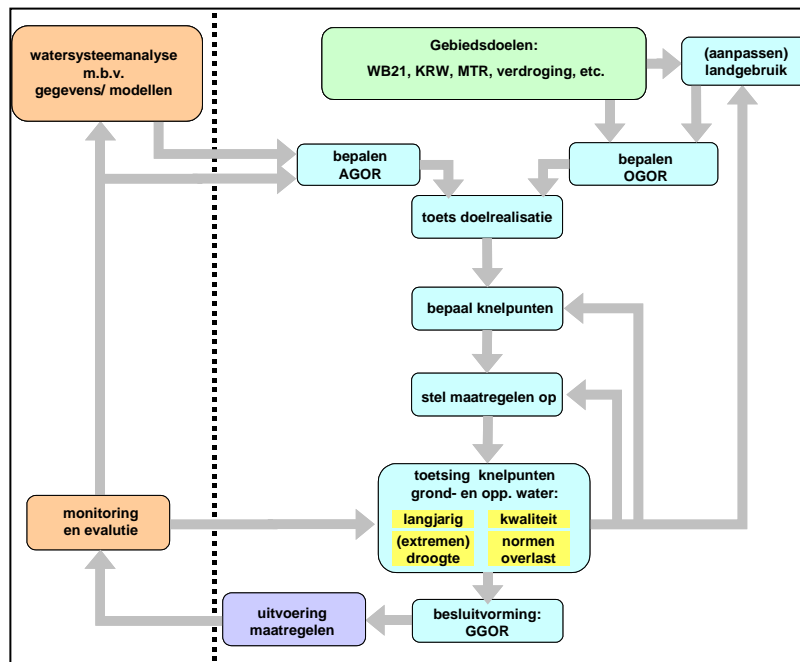 watersysteemanalyse
m.b.v.
gegevens/ modellen
Gebiedsdoelen:
WB21, KRW, MTR, verdroging, etc.
(aanpassen)
landgebruik
bepalen
AGOR
bepalen
OGOR
toets doelrealisatie
bepaal knelpunten
stel maatregelen op
toetsing knelpunten
grond- en opp. water:
langjarig
kwaliteit
(extremen)
droogte
normen
overlast
monitoring
en evalutie
uitvoering
maatregelen
besluitvorming:
GGOR